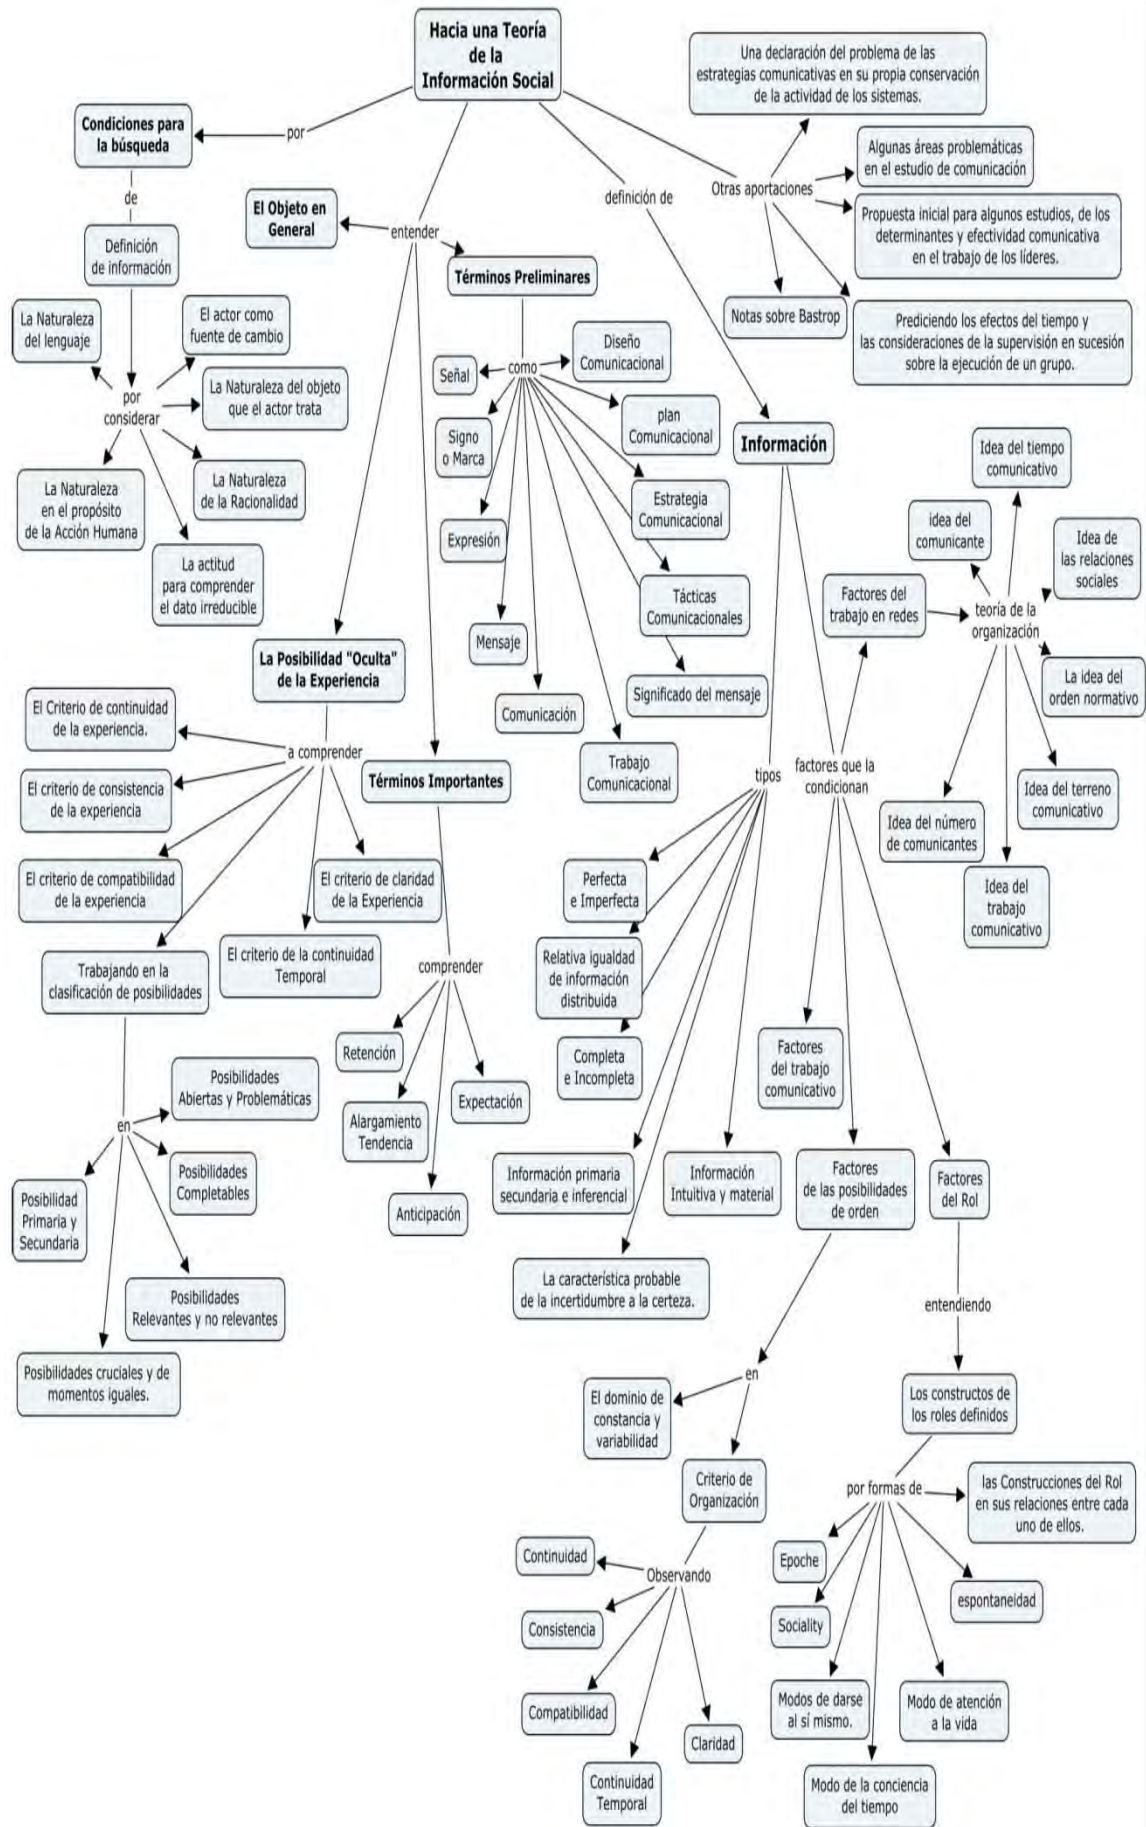 Hacia una Teoría
de la
Información Social
Una declaración del problema de las
estrategias comunicativas en su propia conservación
de la actividad de los sistemas.
Condiciones para
la búsqueda
por
Algunas áreas problemáticas
en el estudio de comunicación
de
Otras aportaciones
definición de
El Objeto en
General
entender
Propuesta inicial para algunos estudios, de los
determinantes y efectividad comunicativa
en el trabajo de los líderes.
Definición
de información
Términos Preliminares
Notas sobre Bastrop
Prediciendo los efectos del tiempo y
las consideraciones de la supervisión en sucesión
sobre la ejecución de un grupo.
La Naturaleza
del lenguaje
El actor como
fuente de cambio
Diseño
Comunicacional
Señal
como
La Naturaleza del objeto
que el actor trata
por
considerar
plan
Comunicacional
Signo
o Marca
Información
Idea del tiempo
comunicativo
La Naturaleza
en el propósito
de la Acción Humana
La Naturaleza
de la Racionalidad
Estrategia
Comunicacional
idea del
comunicante
Idea de
las relaciones
sociales
Expresión
La actitud
para comprender
el dato irreducible
Tácticas
Comunicacionales
Factores del
trabajo en redes
teoría de la
organización
Mensaje
La Posibilidad "Oculta"
de la Experiencia
Significado del mensaje
La idea del
orden normativo
El Criterio de continuidad
de la experiencia.
Comunicación
a comprender
Trabajo
Comunicacional
tipos
factores que la
condicionan
Términos Importantes
El criterio de consistencia
de la experiencia
Idea del terreno
comunicativo
Idea del número
de comunicantes
El criterio de compatibilidad
de la experiencia
El criterio de claridad
de la Experiencia
Perfecta
e Imperfecta
Idea del
trabajo
comunicativo
El criterio de la continuidad
Temporal
Relativa igualdad
de información
distribuida
Trabajando en la
clasificación de posibilidades
comprender
Retención
Completa
e Incompleta
Factores
del trabajo
comunicativo
Posibilidades
Abiertas y Problemáticas
Expectación
Alargamiento
Tendencia
en
Posibilidades
Completables
Información primaria
secundaria e inferencial
Información
Intuitiva y material
Factores
de las posibilidades
de orden
Factores
del Rol
Posibilidad
Primaria y
Secundaria
Anticipación
La característica probable
de la incertidumbre a la certeza.
Posibilidades
Relevantes y no relevantes
entendiendo
Posibilidades cruciales y de
momentos iguales.
en
El dominio de
constancia y
variabilidad
Los constructos de
los roles definidos
Criterio de
Organización
por formas de
las Construcciones del Rol
en sus relaciones entre cada
uno de ellos.
Continuidad
Observando
Epoche
espontaneidad
Consistencia
Sociality
Compatibilidad
Modos de darse
al sí mismo.
Modo de atención
a la vida
Claridad
Continuidad
Temporal
Modo de la conciencia
del tiempo